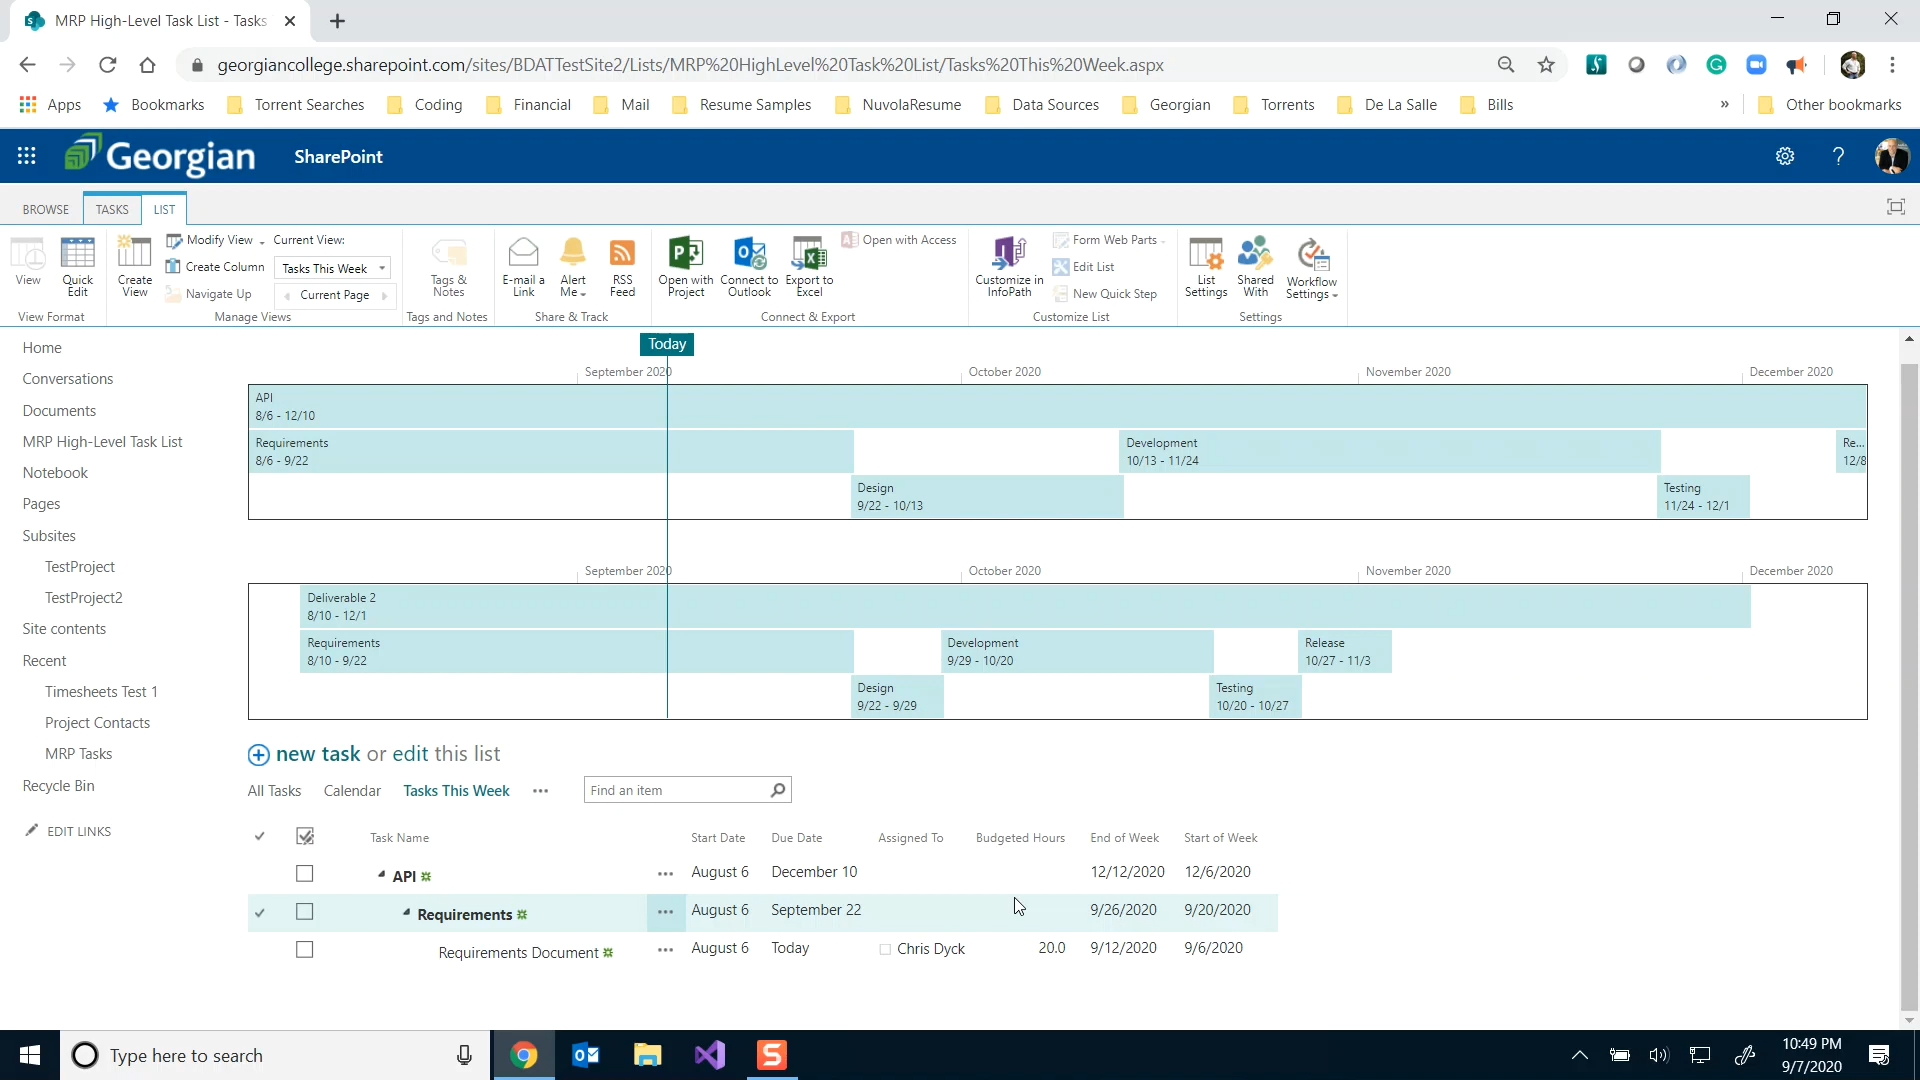 MRP High-Level Task List - Tasks
georgiancollege.sharepoint.com/sites/BDATTestSite2/Lists/MRP%20HighLevel%20Task%20List/Tasks%20This%20Week.aspx
Apps Bookmarks Torrent Searches Coding Financial Mail Resume Samples NuvolaResume Data Sources Georgian Torrents De La Salle Bills » Other bookmarks
Georgian SharePoint
BROWSE TASKS LIST
View
Quick Edit
View Format
Create View
Modify View
Create Column
Navigate Up
Current View:
Tasks This Week
Current Page
Manage Views
Tags & Notes
Tags and Notes
E-mail a Link
Alert Me
RSS Feed
Share & Track
Open with Project
Connect to Outlook
Export to Excel
Open with Access
Connect & Export
Customize in InfoPath
Form Web Parts
Edit List
New Quick Step
Customize List
List Settings
Shared With
Workflow Settings
Settings
Home
Conversations
Documents
MRP High-Level Task List
Notebook
Pages
Subsites
TestProject
TestProject2
Site contents
Recent
Timesheets Test 1
Project Contacts
MRP Tasks
Recycle Bin
EDIT LINKS
Today
September 2020 October 2020 November 2020 December 2020
API
8/6 - 12/10
Requirements
8/6 - 9/22
Development
10/13 - 11/24
Re...
12/8
Design
9/22 - 10/13
Testing
11/24 - 12/1
September 2020 October 2020 November 2020 December 2020
Deliverable 2
8/10 - 12/1
Requirements
8/10 - 9/22
Development
9/29 - 10/20
Release
10/27 - 11/3
Design
9/22 - 9/29
Testing
10/20 - 10/27
new task or edit this list
All Tasks Calendar Tasks This Week ... Find an item
Task Name Start Date Due Date Assigned To Budgeted Hours End of Week Start of Week
API ... August 6 December 10 12/12/2020 12/6/2020
Requirements ... August 6 September 22 9/26/2020 9/20/2020
Requirements Document ... August 6 Today Chris Dyck 20.0 9/12/2020 9/6/2020
Type here to search
10:49 PM
9/7/2020